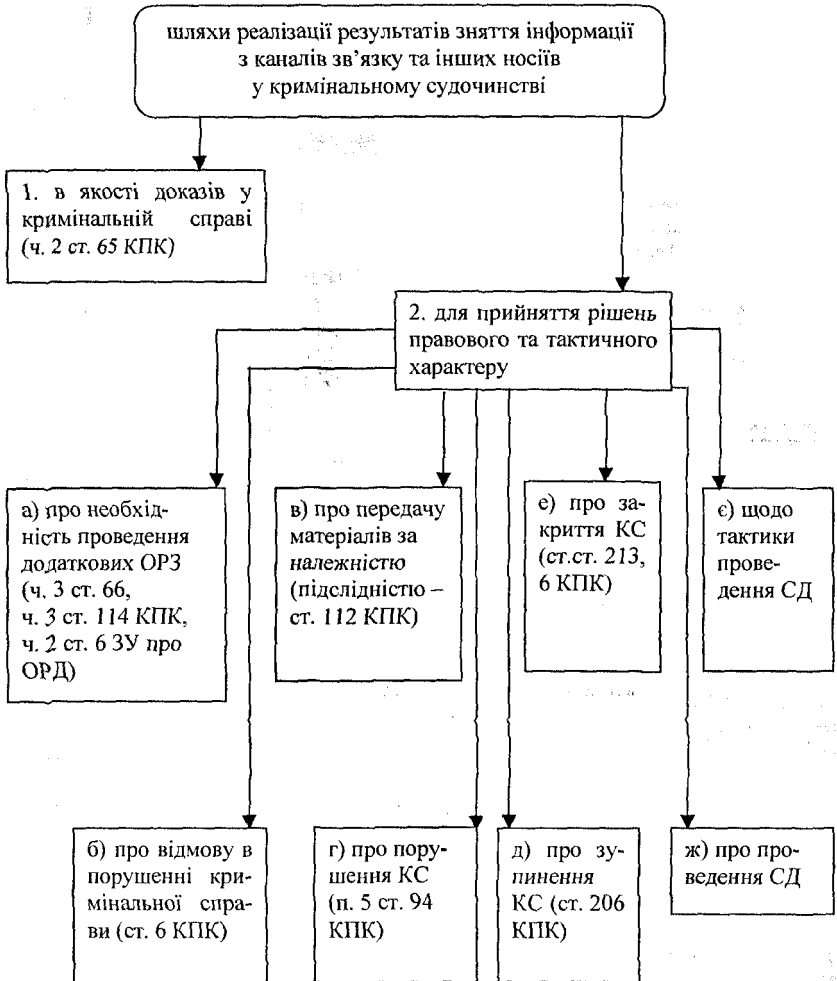 шляхи реалізації результатів зняття інформації
з каналів зв’язку та інших носіїв
у кримінальному судочинстві
1. в якості доказів у
кримінальній справі
(ч. 2 ст. 65 КПК)
2. для прийняття рішень
правового та тактичного
характеру
а) про необхід-
ність проведення
додаткових ОРЗ
(ч. 3 ст. 66,
ч. 3 ст. 114 КПК,
ч. 2 ст. 6 ЗУ про
ОРД)
в) про передачу
матеріалів за
належністю
(підслідністю –
ст. 112 КПК)
е) про за-
криття КС
(ст.ст. 213,
6 КПК)
є) щодо
тактики
прове-
дення СД
б) про відмову в
порушенні кри-
мінальної спра-
ви (ст. 6 КПК)
г) про пору-
шення КС
(п. 5 ст. 94
КПК)
д) про зу-
пинення
КС (ст. 206
КПК)
ж) про про-
ведення СД